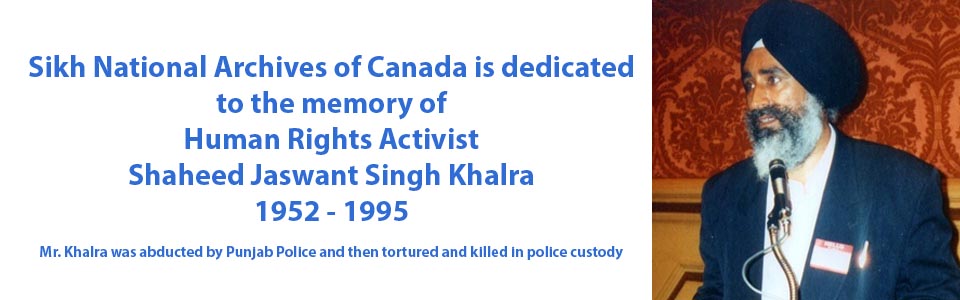 Sikh National Archives of Canada is dedicated
to the memory of
Human Rights Activist
Shaheed Jaswant Singh Khalra
1952 - 1995
Mr. Khalra was abducted by Punjab Police and then tortured and killed in police custody